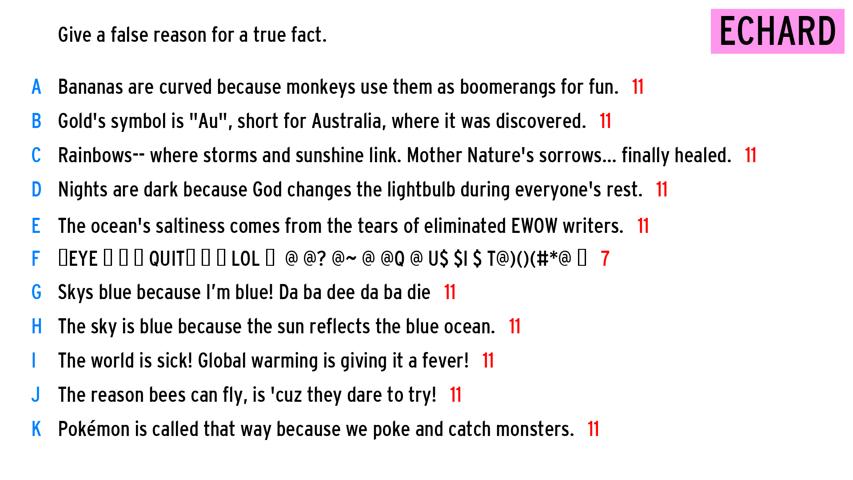 Give a false reason for a true fact.
ECHARD
A Bananas are curved because monkeys use them as boomerangs for fun. 11
B Gold's symbol is "Au", short for Australia, where it was discovered. 11
C Rainbows-- where storms and sunshine link. Mother Nature's sorrows... finally healed. 11
D Nights are dark because God changes the lightbulb during everyone's rest. 11
E The ocean's saltiness comes from the tears of eliminated EWOW writers. 11
F ▯EYE ▯ ▯ ▯ QUIT▯ ▯ ▯ LOL ▯ @ @? @~ @ @Q @ U$ $I $ T@)()(#*@ ▯ 7
G Skys blue because I'm blue! Da ba dee da ba die 11
H The sky is blue because the sun reflects the blue ocean. 11
I The world is sick! Global warming is giving it a fever! 11
J The reason bees can fly, is 'cuz they dare to try! 11
K Pokémon is called that way because we poke and catch monsters. 11